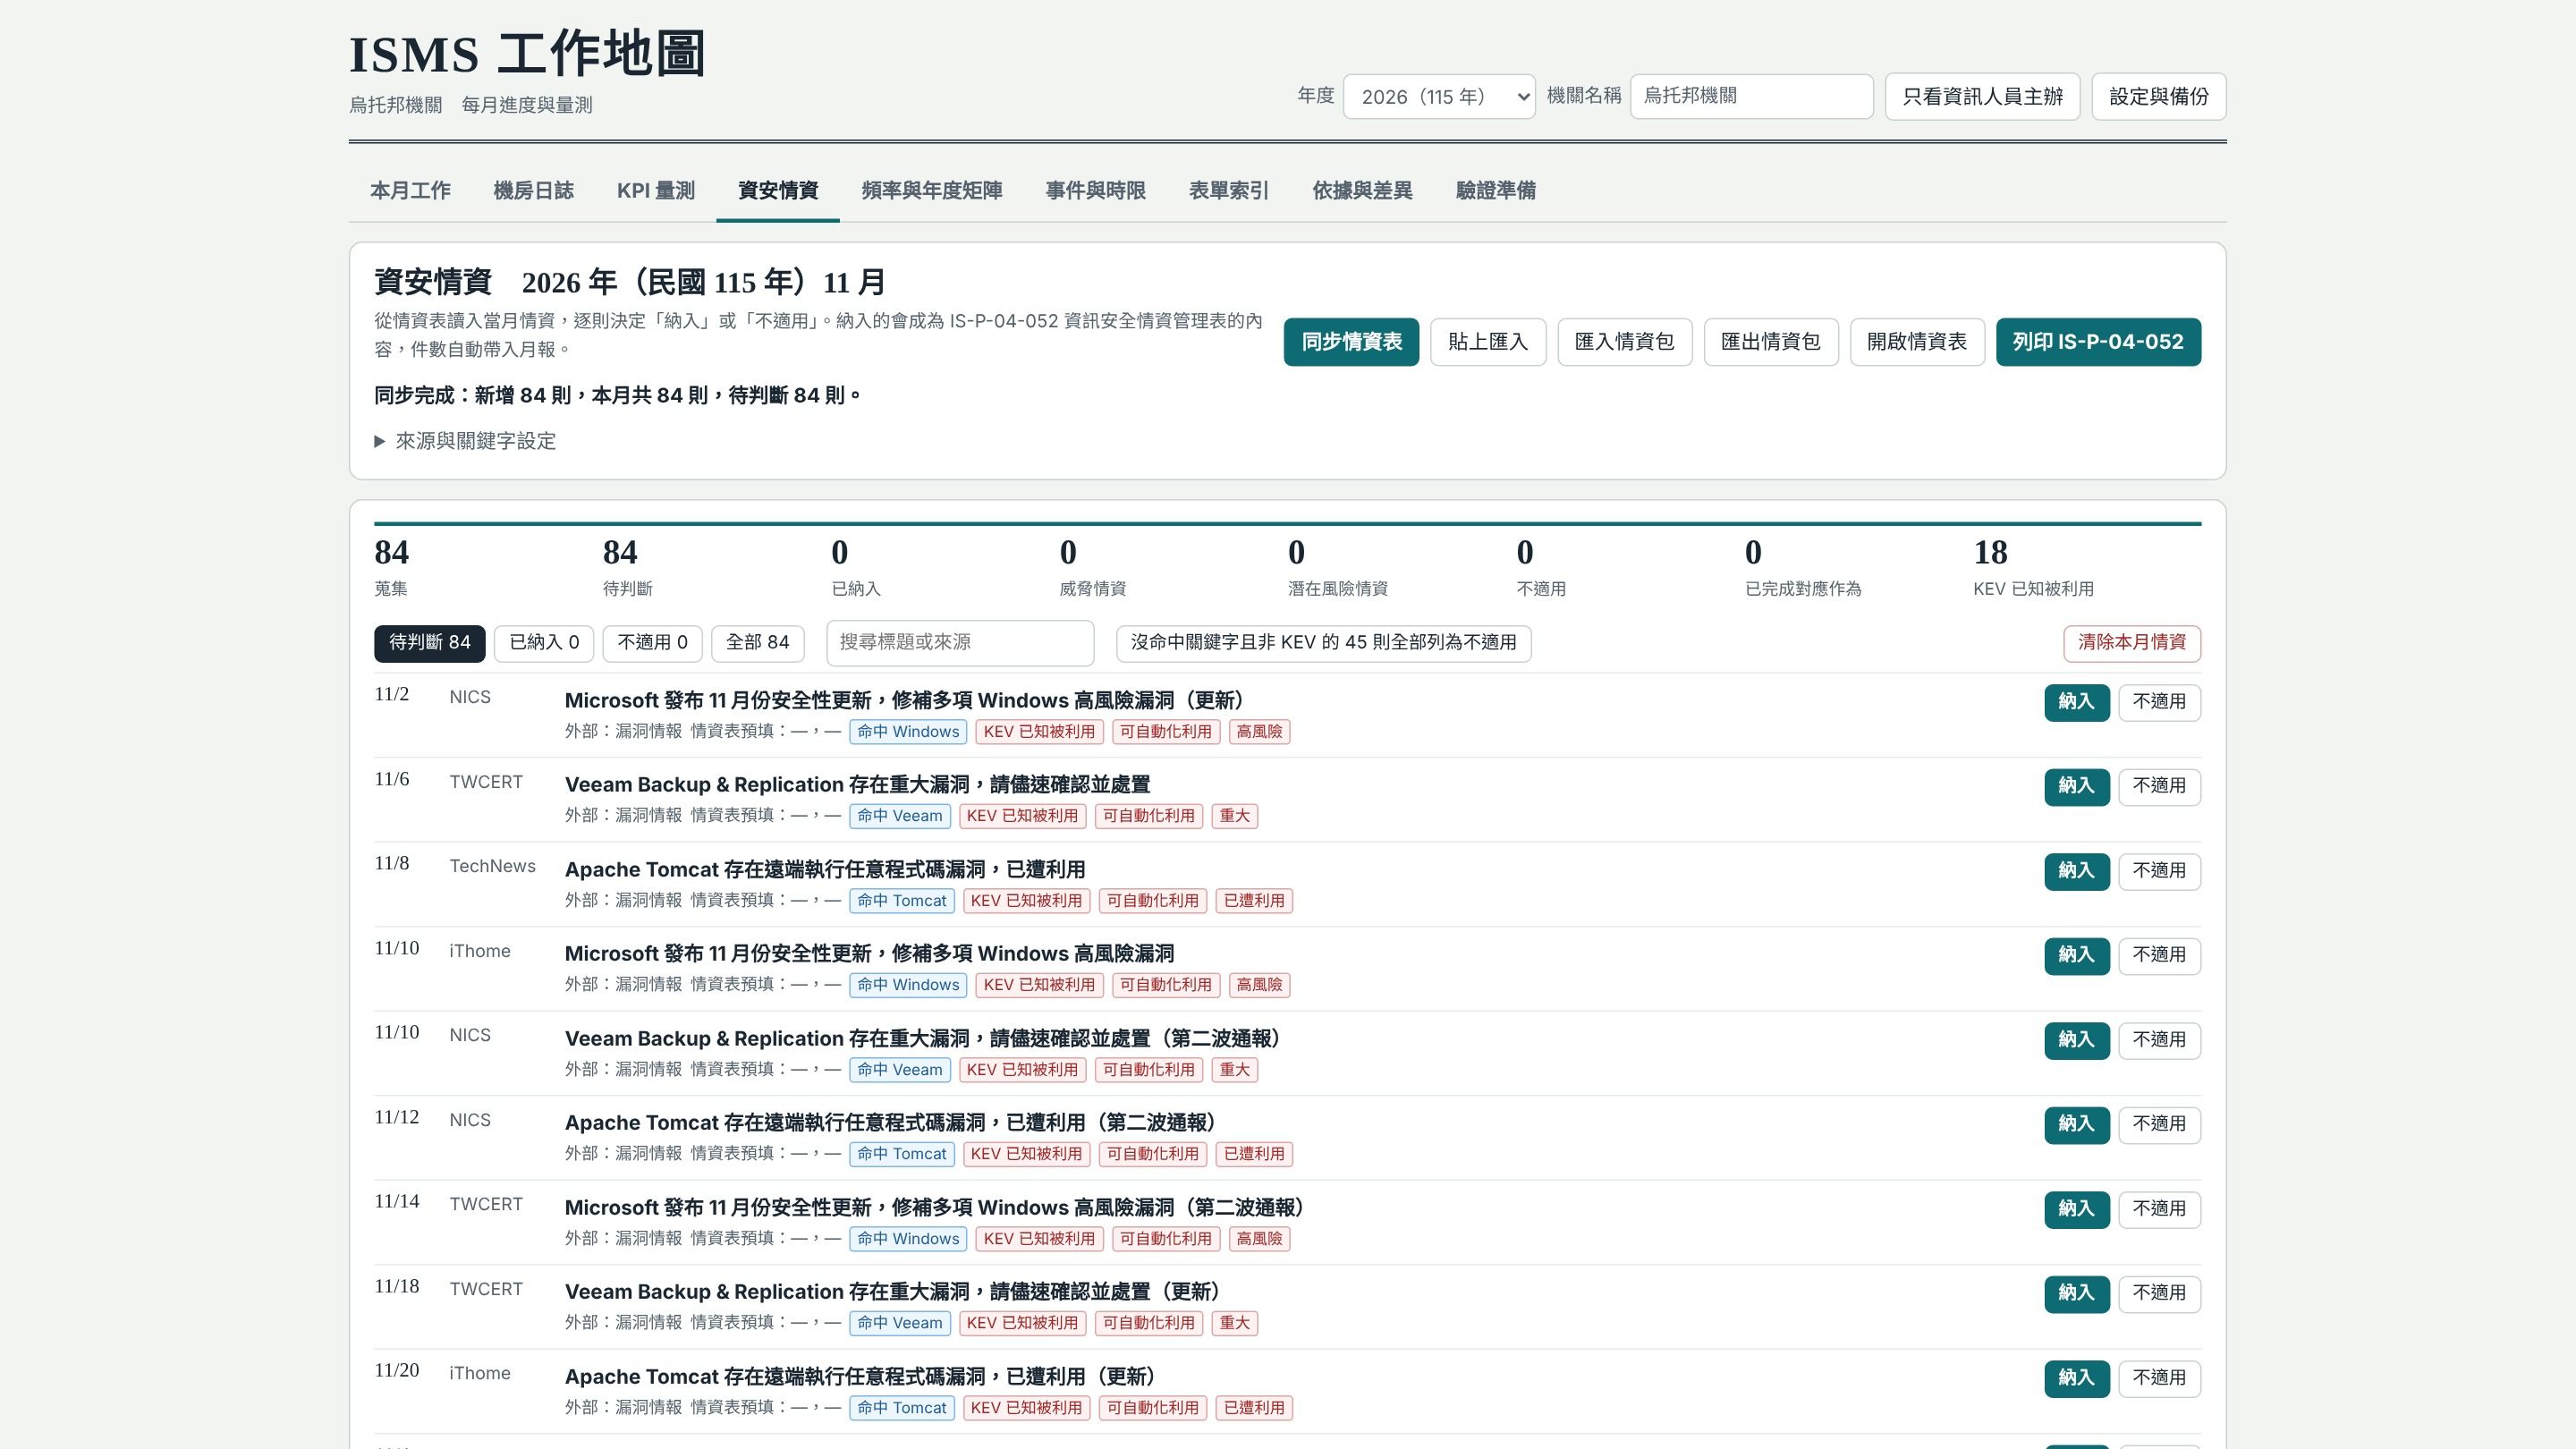 ISMS 工作地圖
烏托邦機關　每月進度與量測
年度 2026（115 年） 機關名稱 烏托邦機關 只看資訊人員主辦 設定與備份
本月工作 機房日誌 KPI 量測 資安情資 頻率與年度矩陣 事件與時限 表單索引 依據與差異 驗證準備
資安情資　2026 年（民國 115 年）11 月
從情資表讀入當月情資，逐則決定「納入」或「不適用」。納入的會成為 IS-P-04-052 資訊安全情資管理表的內
容，件數自動帶入月報。
同步情資表 貼上匯入 匯入情資包 匯出情資包 開啟情資表 列印 IS-P-04-052
同步完成：新增 84 則，本月共 84 則，待判斷 84 則。
▶ 來源與關鍵字設定
84 84 0 0 0 0 0 18
蒐集 待判斷 已納入 威脅情資 潛在風險情資 不適用 已完成對應作為 KEV 已知被利用
待判斷 84 已納入 0 不適用 0 全部 84 搜尋標題或來源 沒命中關鍵字且非 KEV 的 45 則全部列為不適用 清除本月情資
11/2 NICS Microsoft 發布 11 月份安全性更新，修補多項 Windows 高風險漏洞（更新） 納入 不適用
外部：漏洞情報 情資表預填：—，— 命中 Windows KEV 已知被利用 可自動化利用 高風險
11/6 TWCERT Veeam Backup & Replication 存在重大漏洞，請儘速確認並處置 納入 不適用
外部：漏洞情報 情資表預填：—，— 命中 Veeam KEV 已知被利用 可自動化利用 重大
11/8 TechNews Apache Tomcat 存在遠端執行任意程式碼漏洞，已遭利用 納入 不適用
外部：漏洞情報 情資表預填：—，— 命中 Tomcat KEV 已知被利用 可自動化利用 已遭利用
11/10 iThome Microsoft 發布 11 月份安全性更新，修補多項 Windows 高風險漏洞 納入 不適用
外部：漏洞情報 情資表預填：—，— 命中 Windows KEV 已知被利用 可自動化利用 高風險
11/10 NICS Veeam Backup & Replication 存在重大漏洞，請儘速確認並處置（第二波通報） 納入 不適用
外部：漏洞情報 情資表預填：—，— 命中 Veeam KEV 已知被利用 可自動化利用 重大
11/12 NICS Apache Tomcat 存在遠端執行任意程式碼漏洞，已遭利用（第二波通報） 納入 不適用
外部：漏洞情報 情資表預填：—，— 命中 Tomcat KEV 已知被利用 可自動化利用 已遭利用
11/14 TWCERT Microsoft 發布 11 月份安全性更新，修補多項 Windows 高風險漏洞（第二波通報） 納入 不適用
外部：漏洞情報 情資表預填：—，— 命中 Windows KEV 已知被利用 可自動化利用 高風險
11/18 TWCERT Veeam Backup & Replication 存在重大漏洞，請儘速確認並處置（更新） 納入 不適用
外部：漏洞情報 情資表預填：—，— 命中 Veeam KEV 已知被利用 可自動化利用 重大
11/20 iThome Apache Tomcat 存在遠端執行任意程式碼漏洞，已遭利用（更新） 納入 不適用
外部：漏洞情報 情資表預填：—，— 命中 Tomcat KEV 已知被利用 可自動化利用 已遭利用